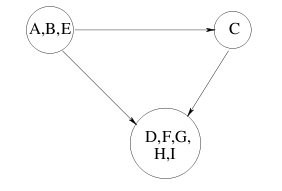 A,B,E
C
D,F,G,
H,I